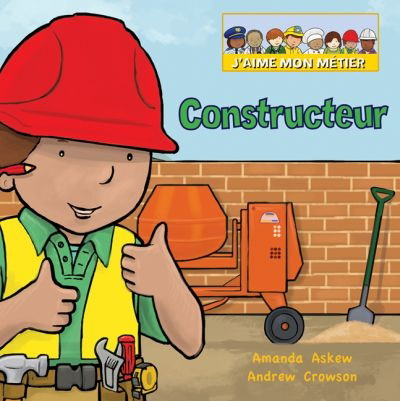 J'AIME MON MÉTIER
Constructeur
Amanda Askew
Andrew Crowson